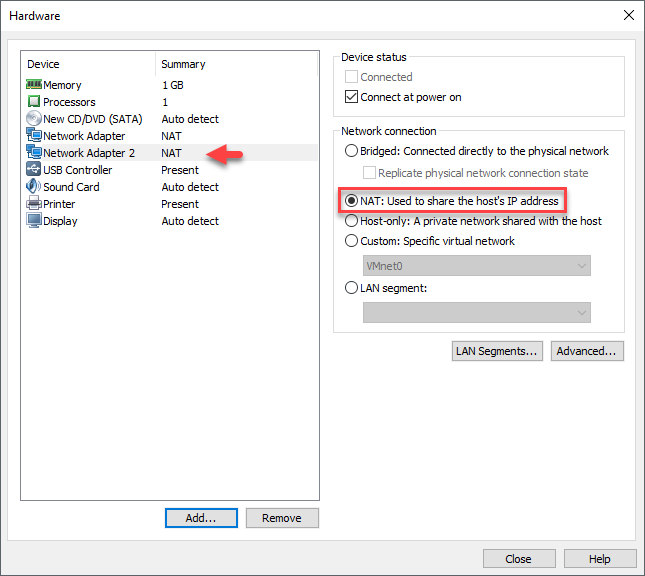 Hardware
Device Summary
Memory 1 GB
Processors 1
New CD/DVD (SATA) Auto detect
Network Adapter NAT
Network Adapter 2 NAT
USB Controller Present
Sound Card Auto detect
Printer Present
Display Auto detect
Add...
Remove
Device status
Connected
Connect at power on
Network connection
Bridged: Connected directly to the physical network
Replicate physical network connection state
NAT: Used to share the host's IP address
Host-only: A private network shared with the host
Custom: Specific virtual network
VMnet0
LAN segment:
LAN Segments...
Advanced...
Close
Help